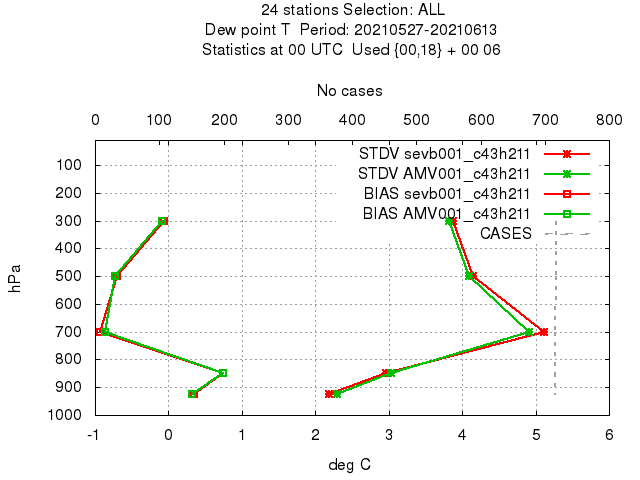 24 stations Selection: ALL
Dew point T  Period: 20210527-20210613
Statistics at 00 UTC  Used {00,18} + 00 06
No cases
0 100 200 300 400 500 600 700 800
STDV sevb001_c43h211
STDV AMV001_c43h211
BIAS sevb001_c43h211
BIAS AMV001_c43h211
CASES
100
200
300
400
500
600
700
800
900
1000
hPa
-1 0 1 2 3 4 5 6
deg C